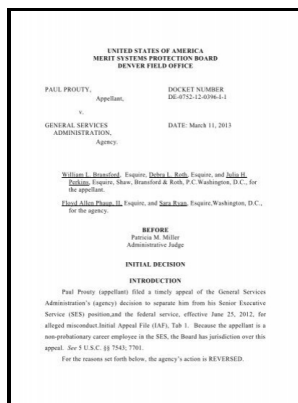 UNITED STATES OF AMERICA
MERIT SYSTEMS PROTECTION BOARD
DENVER FIELD OFFICE
PAUL PROUTY,
Appellant,
v.
GENERAL SERVICES
ADMINISTRATION,
Agency.
DOCKET NUMBER
DE-0752-12-0396-I-1
DATE: March 11, 2013
William L. Bransford, Esquire, Debra L. Roth, Esquire, and Julia H.
Perkins, Esquire, Shaw, Bransford & Roth, P.C.Washington, D.C., for
the appellant.
Floyd Allen Phaup, II, Esquire, and Sara Ryan, Esquire,Washington, D.C.,
for the agency.
BEFORE
Patricia M. Miller
Administrative Judge
INITIAL DECISION
INTRODUCTION
Paul Prouty (appellant) filed a timely appeal of the General Services
Administration's (agency) decision to separate him from his Senior Executive
Service (SES) position,and the federal service, effective June 25, 2012, for
alleged misconduct.Initial Appeal File (IAF), Tab 1. Because the appellant is a
non-probationary career employee in the SES, the Board has jurisdiction over this
appeal. See 5 U.S.C. §§ 7543; 7701.
For the reasons set forth below, the agency's action is REVERSED.